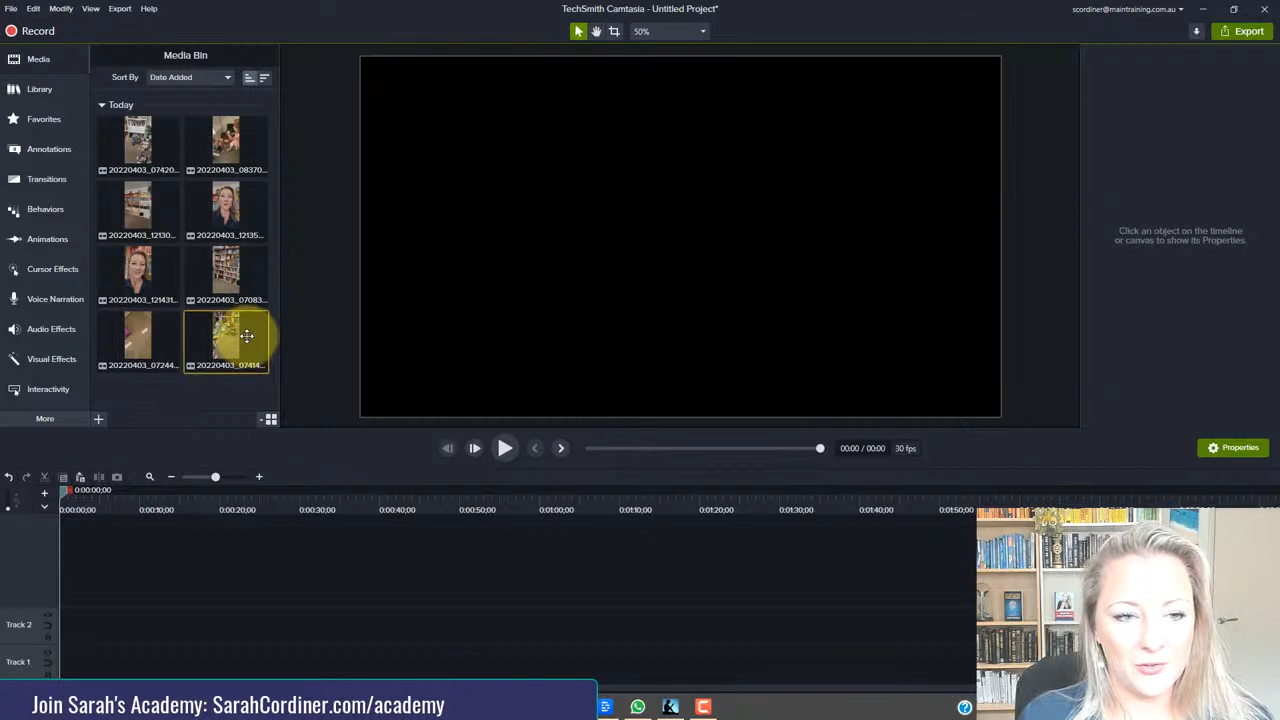 File Edit Modify View Export Help
TechSmith Camtasia - Untitled Project*
scordiner@maintraining.com.au
Record
50%
Export
Media
Library
Favorites
Annotations
Transitions
Behaviors
Animations
Cursor Effects
Voice Narration
Audio Effects
Visual Effects
Interactivity
More
Media Bin
Sort By Date Added
Today
20220403_07420... 20220403_08370...
20220403_12130... 20220403_12135...
20220403_121431... 20220403_07083...
20220403_07244... 20220403_07414...
Click an object on the timeline
or canvas to show its Properties.
00:00 / 00:00 30 fps
Properties
0:00:00;00
0:00:00;00 0:00:10;00 0:00:20;00 0:00:30;00 0:00:40;00 0:00:50;00 0:01:00;00 0:01:10;00 0:01:20;00 0:01:30;00 0:01:40;00 0:01:50;00
Track 2
Track 1
Join Sarah's Academy: SarahCordiner.com/academy